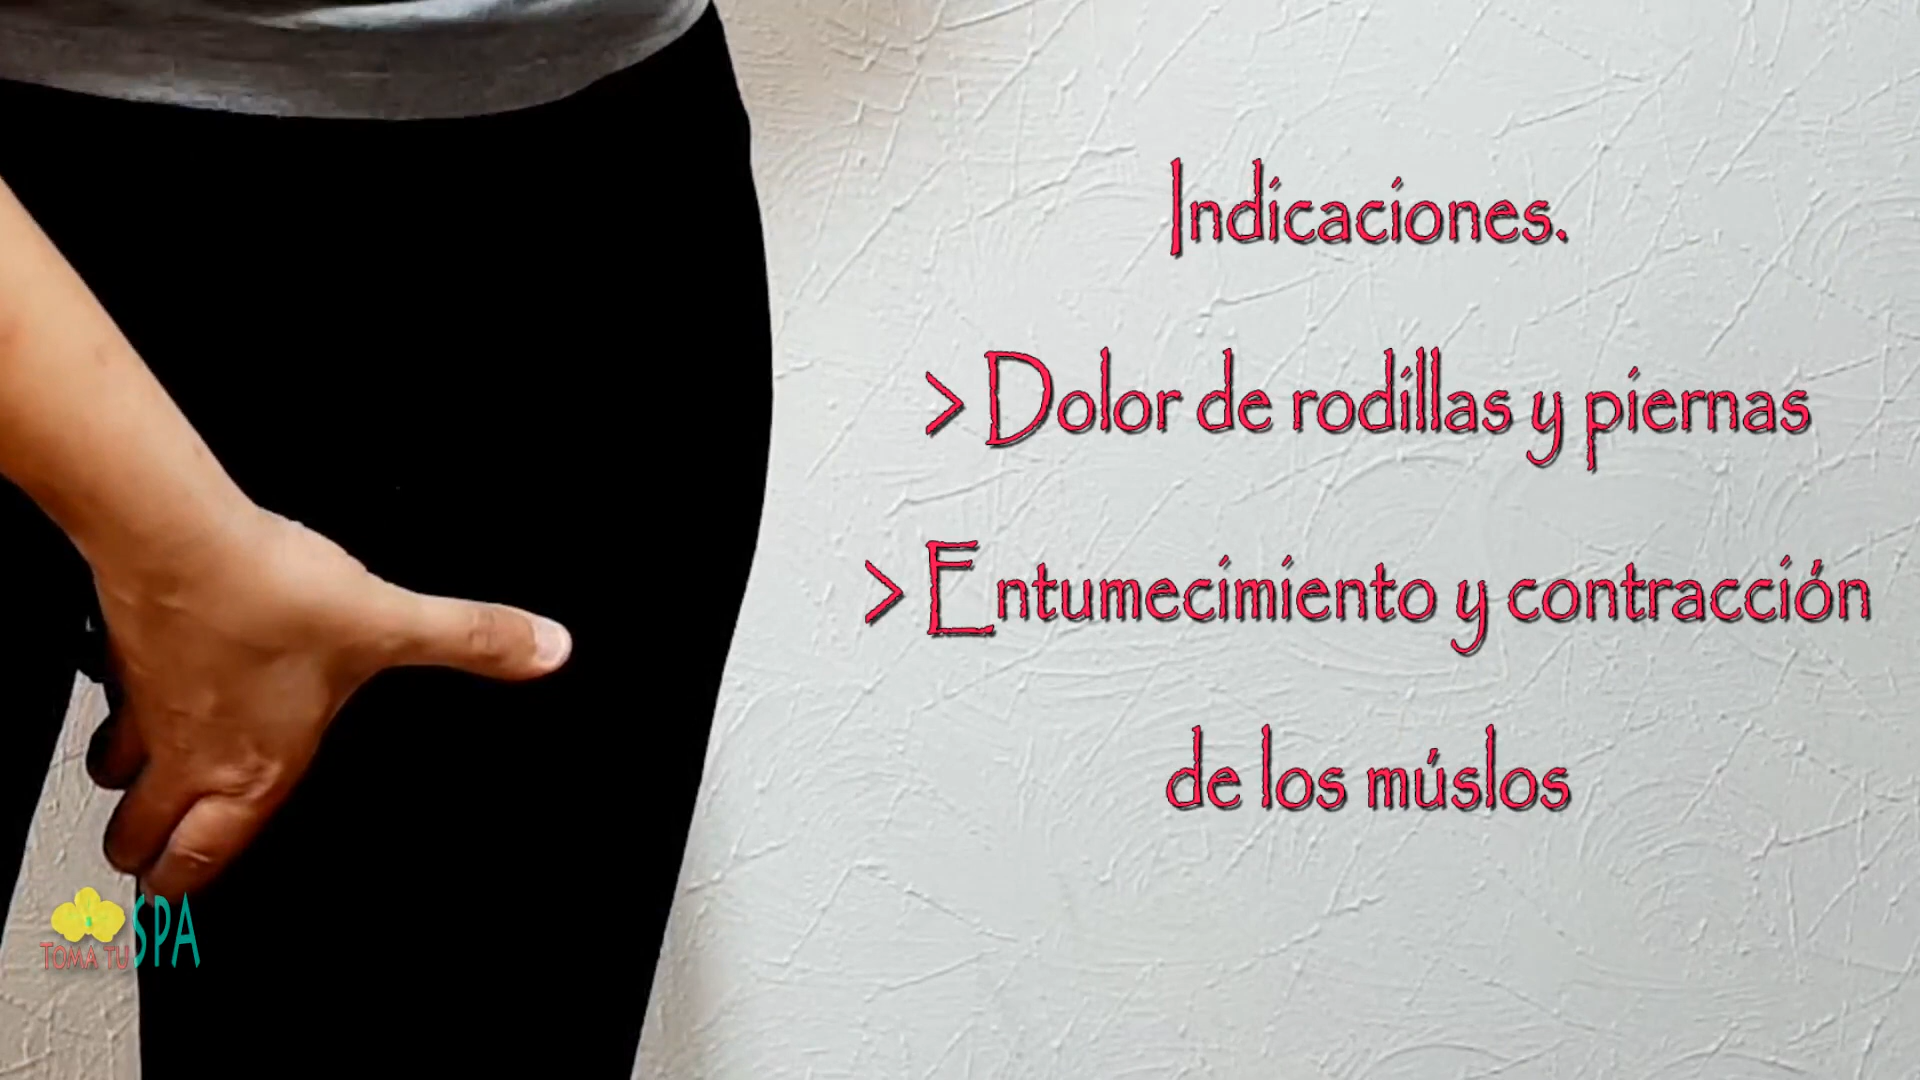 Indicaciones.
> Dolor de rodillas y piernas
> Entumecimiento y contracción
de los múslos
TOMA TU SPA